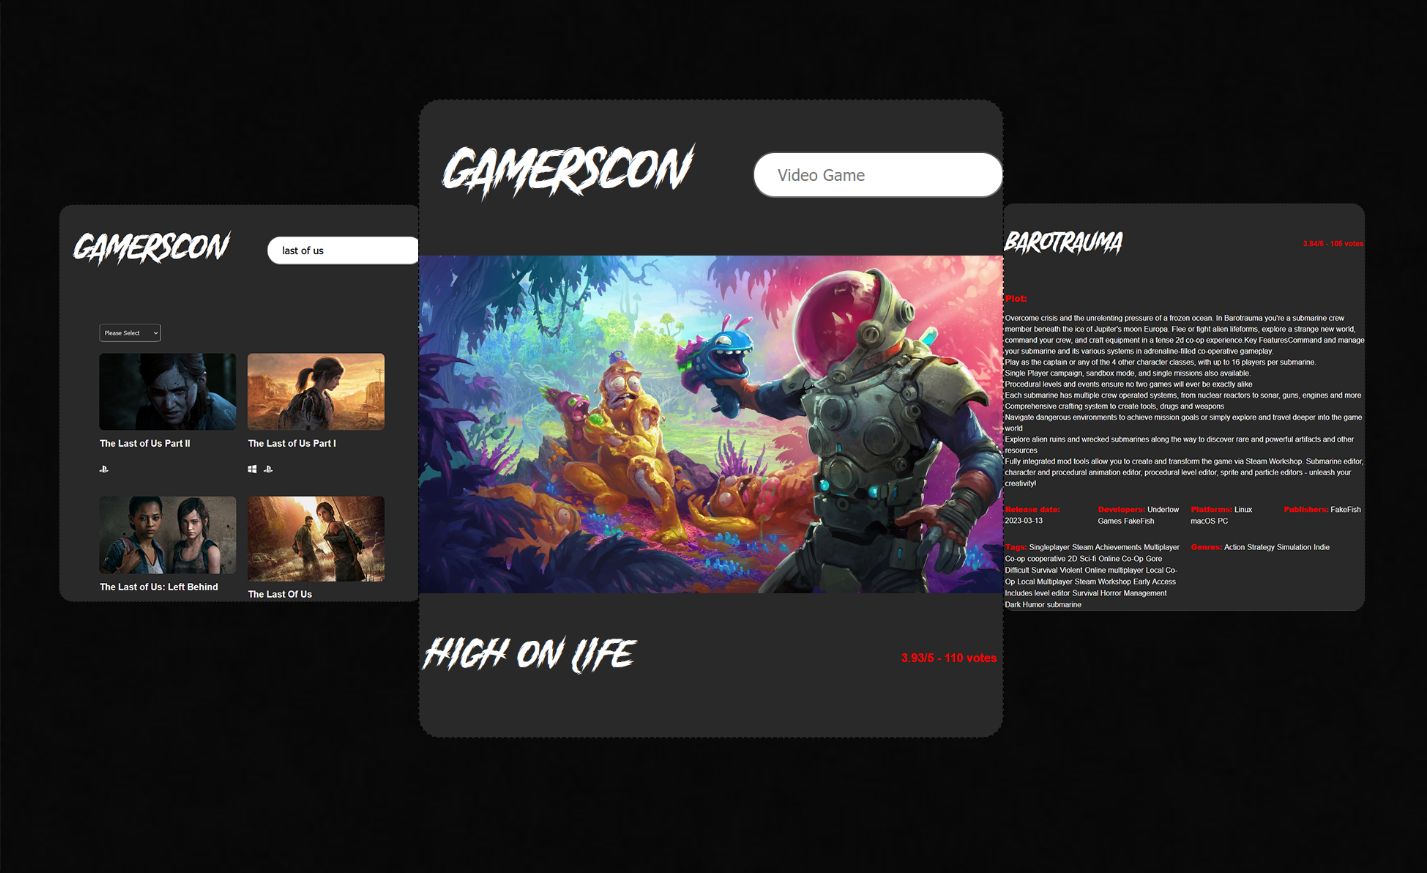 GAMERSCON
last of us
Please Select
The Last of Us Part II
The Last of Us Part I
The Last of Us: Left Behind
The Last Of Us
GAMERSCON
Video Game
HIGH ON LIFE
3.93/5 - 110 votes
BAROTRAUMA
3.84/5 - 106 votes
Plot:
Overcome crisis and the unrelenting pressure of a frozen ocean. In Barotrauma you're a submarine crew
member beneath the ice of Jupiter's moon Europa. Flee or fight alien lifeforms, explore a strange new world,
command your crew, and craft equipment in a tense 2d co-op experience.Key FeaturesCommand and manage
your submarine and its various systems in adrenaline-filled co-operative gameplay.
Play as the captain or any of the 4 other character classes, with up to 16 players per submarine.
Single Player campaign, sandbox mode, and single missions also available.
Procedural levels and events ensure no two games will ever be exactly alike
Each submarine has multiple crew operated systems, from nuclear reactors to sonar, guns, engines and more
Comprehensive crafting system to create tools, drugs and weapons
Navigate dangerous environments to achieve mission goals or simply explore and travel deeper into the game
world
Explore alien ruins and wrecked submarines along the way to discover rare and powerful artifacts and other
resources
Fully integrated mod tools allow you to create and transform the game via Steam Workshop. Submarine editor,
character and procedural animation editor, procedural level editor, sprite and particle editors - unleash your
creativity!
Release date:
2023-03-13
Developers: Undertow
Games FakeFish
Platforms: Linux
macOS PC
Publishers: FakeFish
Tags: Singleplayer Steam Achievements Multiplayer
Co-op cooperative 2D Sci-fi Online Co-Op Gore
Difficult Survival Violent Online multiplayer Local Co-
Op Local Multiplayer Steam Workshop Early Access
Includes level editor Survival Horror Management
Dark Humor submarine
Genres: Action Strategy Simulation Indie